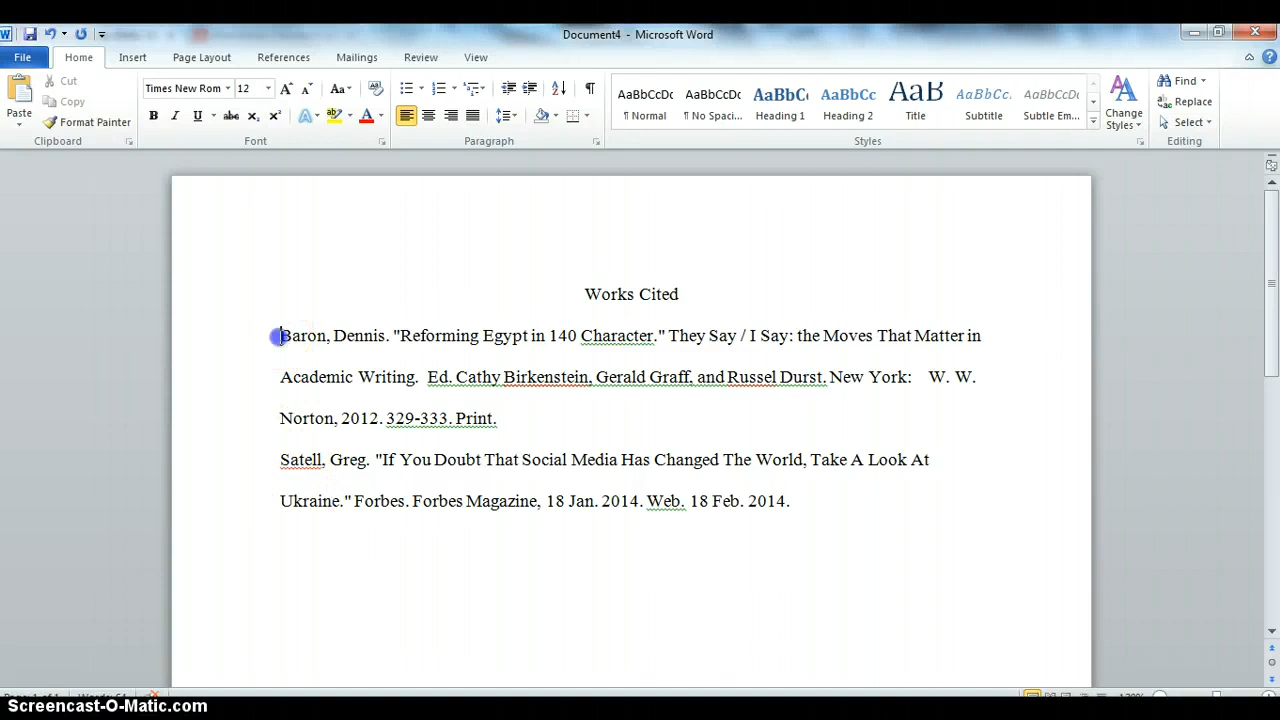 Document4 - Microsoft Word
File Home Insert Page Layout References Mailings Review View
Paste
Cut
Copy
Format Painter
Clipboard
Times New Rom 12
Font
Paragraph
AaBbCcDc AaBbCcDc AaBbC AaBbCc AaB AaBbCc. AaBbCcDc
¶ Normal ¶ No Spaci... Heading 1 Heading 2 Title Subtitle Subtle Em...
Change
Styles
Styles
Find
Replace
Select
Editing
Works Cited
Baron, Dennis. "Reforming Egypt in 140 Character." They Say / I Say: the Moves That Matter in
Academic Writing. Ed. Cathy Birkenstein, Gerald Graff, and Russel Durst. New York: W. W.
Norton, 2012. 329-333. Print.
Satell, Greg. "If You Doubt That Social Media Has Changed The World, Take A Look At
Ukraine." Forbes. Forbes Magazine, 18 Jan. 2014. Web. 18 Feb. 2014.
Screencast-O-Matic.com